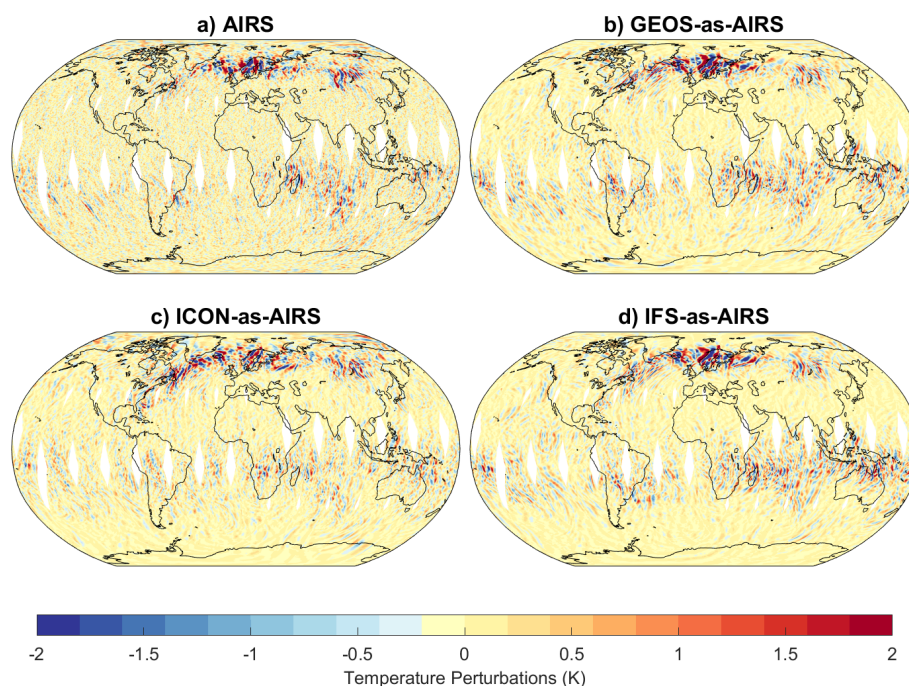 a) AIRS
b) GEOS-as-AIRS
c) ICON-as-AIRS
d) IFS-as-AIRS
-2 -1.5 -1 -0.5 0 0.5 1 1.5 2
Temperature Perturbations (K)